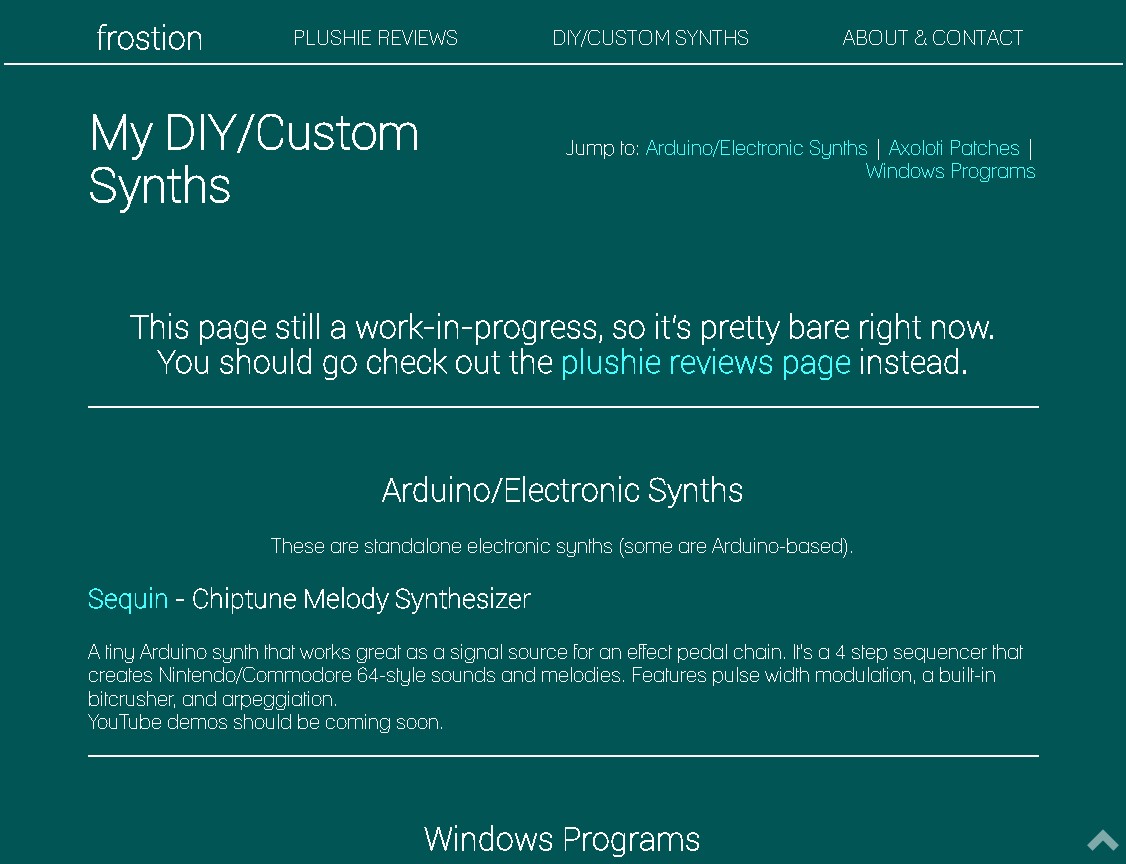 frostion
PLUSHIE REVIEWS
DIY/CUSTOM SYNTHS
ABOUT & CONTACT
My DIY/Custom
Synths
Jump to: Arduino/Electronic Synths | Axoloti Patches |
Windows Programs
This page still a work-in-progress, so it's pretty bare right now.
You should go check out the plushie reviews page instead.
Arduino/Electronic Synths
These are standalone electronic synths (some are Arduino-based).
Sequin - Chiptune Melody Synthesizer
A tiny Arduino synth that works great as a signal source for an effect pedal chain. It's a 4 step sequencer that
creates Nintendo/Commodore 64-style sounds and melodies. Features pulse width modulation, a built-in
bitcrusher, and arpeggiation.
YouTube demos should be coming soon.
Windows Programs